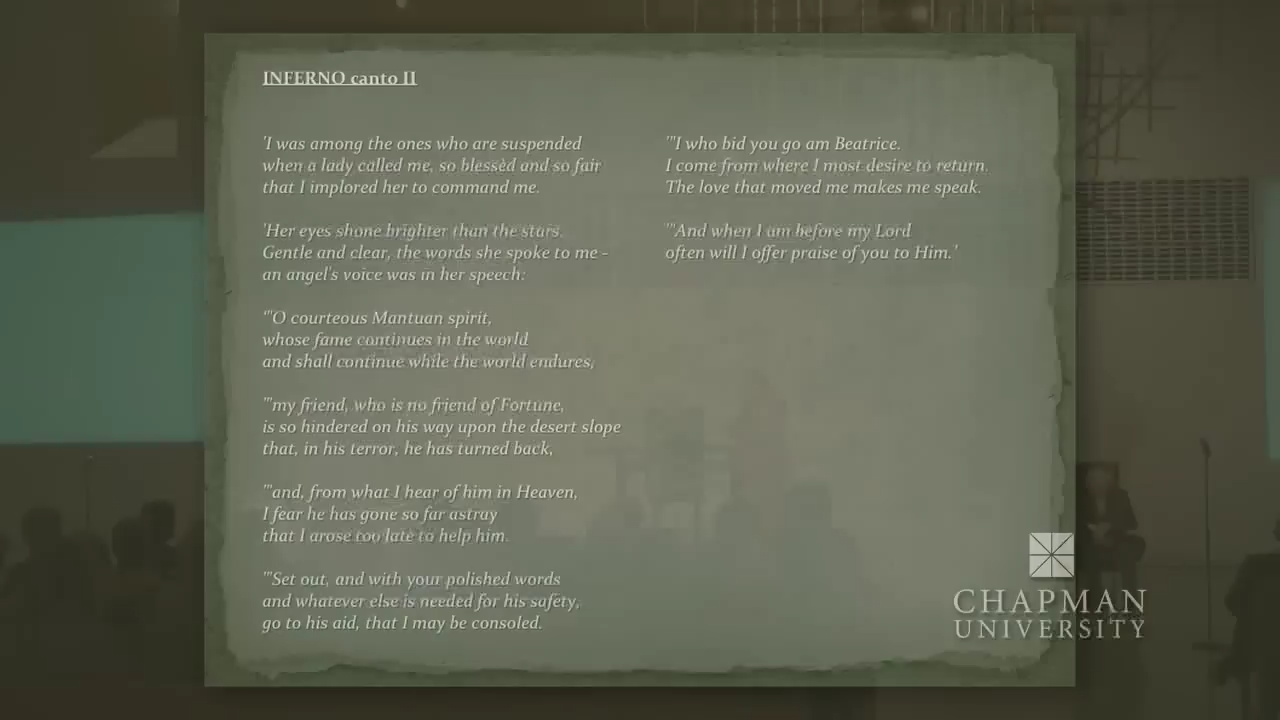 INFERNO canto II
'I was among the ones who are suspended
when a lady called me, so blessèd and so fair
that I implored her to command me.
'Her eyes shone brighter than the stars.
Gentle and clear, the words she spoke to me –
an angel's voice was in her speech:
'"O courteous Mantuan spirit,
whose fame continues in the world
and shall continue while the world endures,
'"my friend, who is no friend of Fortune,
is so hindered on his way upon the desert slope
that, in his terror, he has turned back,
'"and, from what I hear of him in Heaven,
I fear he has gone so far astray
that I arose too late to help him.
'"Set out, and with your polished words
and whatever else is needed for his safety,
go to his aid, that I may be consoled.
'"I who bid you go am Beatrice.
I come from where I most desire to return.
The love that moved me makes me speak.
'"And when I am before my Lord
often will I offer praise of you to Him.'
CHAPMAN
UNIVERSITY